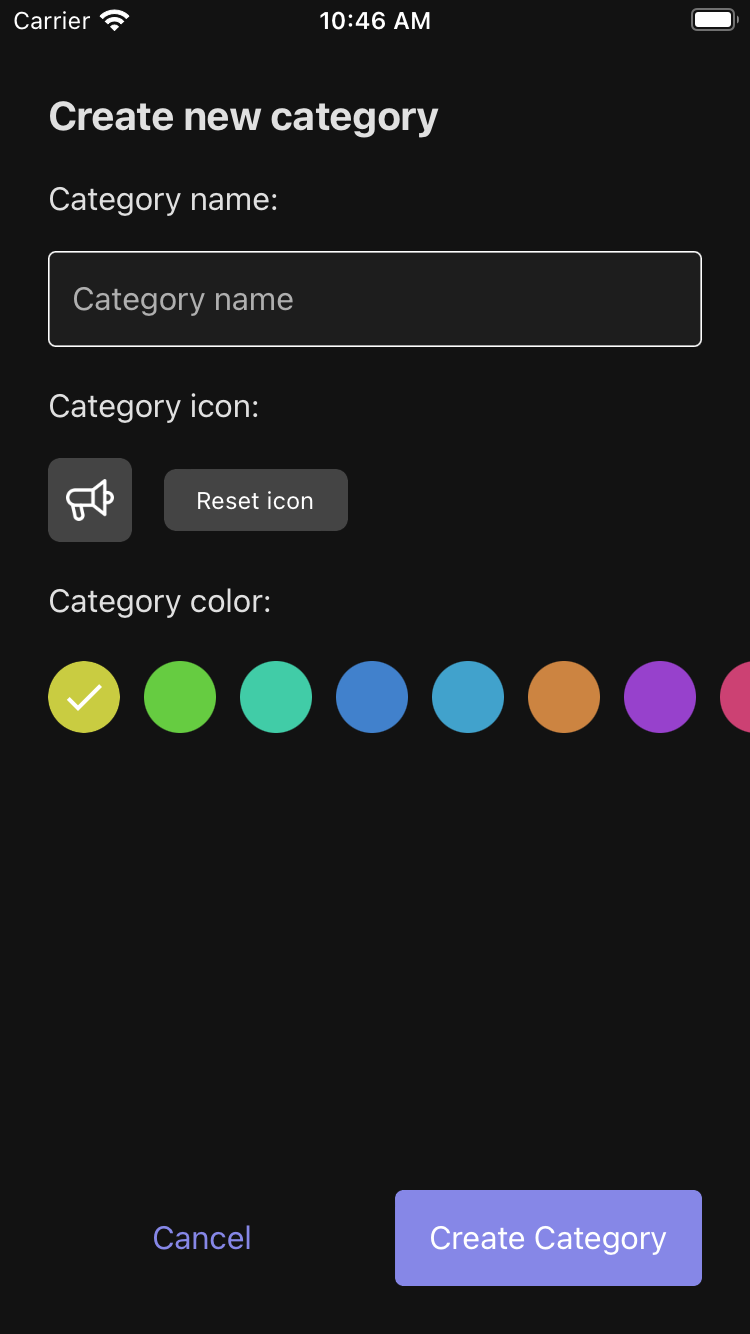 Carrier 10:46 AM
Create new category
Category name:
Category name
Category icon:
Reset icon
Category color:
Cancel Create Category